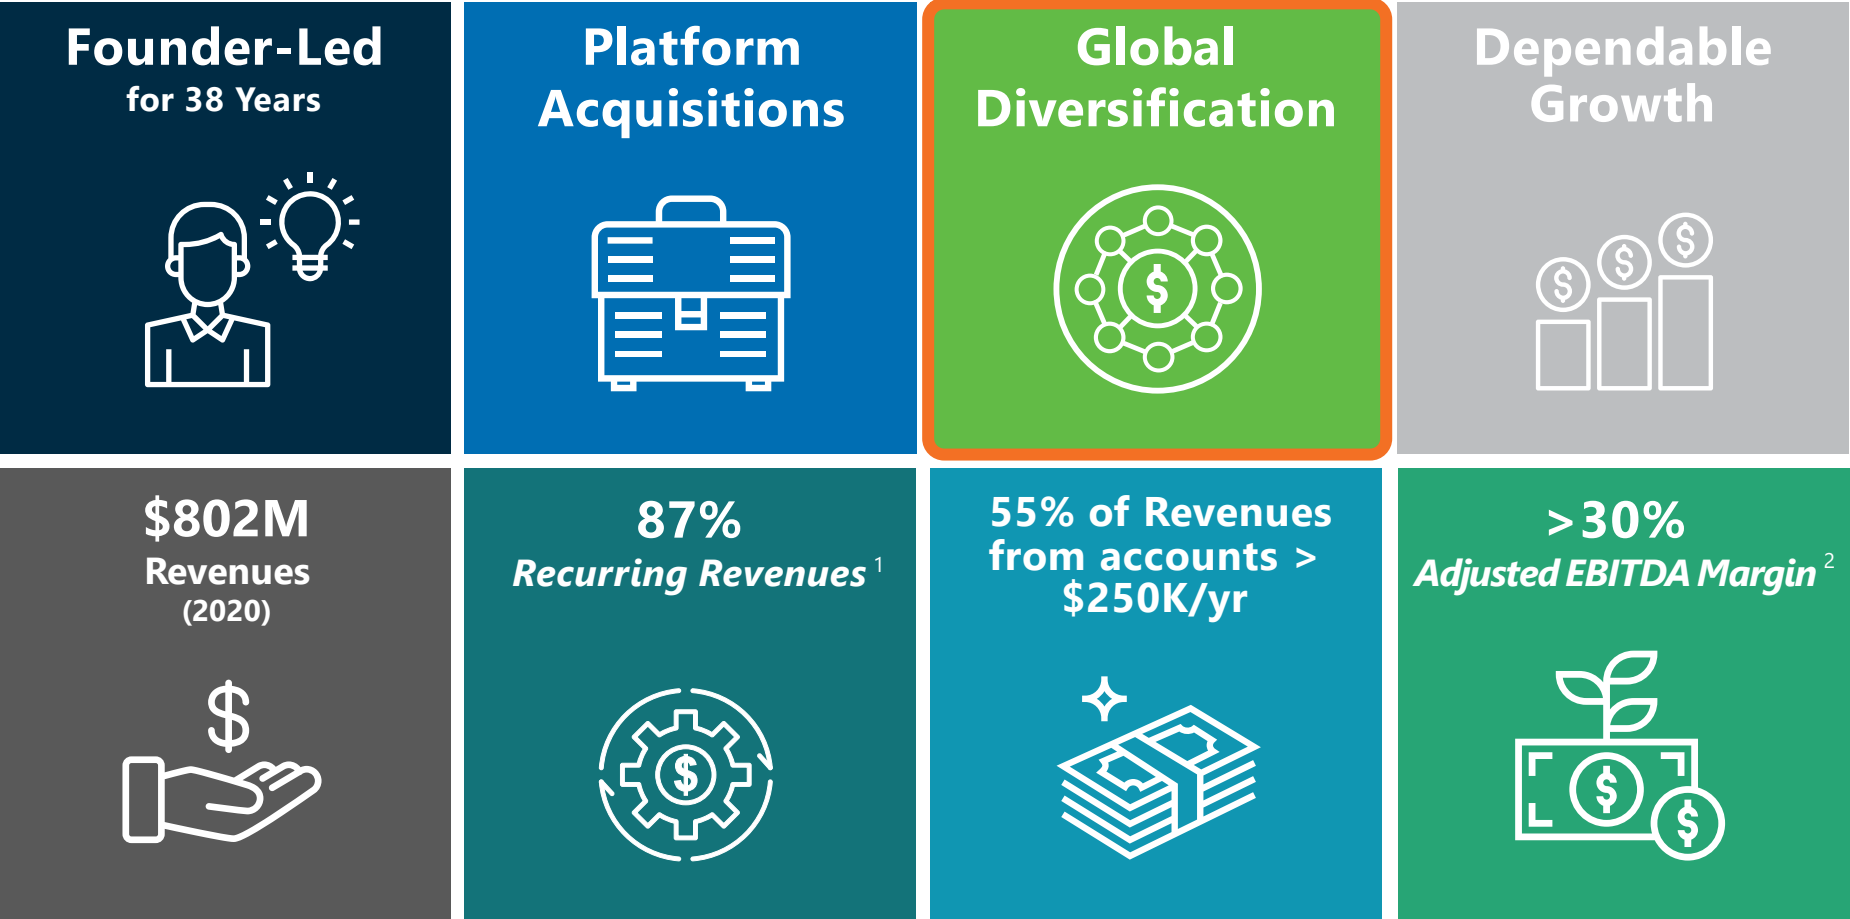 Founder-Led
for 38 Years
Platform
Acquisitions
Global
Diversification
Dependable
Growth
$802M
Revenues
(2020)
87%
Recurring Revenues 1
55% of Revenues
from accounts >
$250K/yr
>30%
Adjusted EBITDA Margin 2